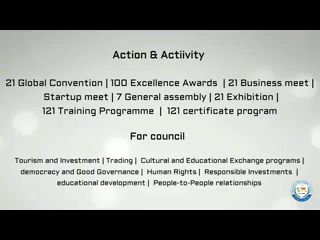 Action & Actiivity
21 Global Convention | 100 Excellence Awards | 21 Business meet |
Startup meet | 7 General assembly | 21 Exhibition |
121 Training Programme | 121 certificate program
For council
Tourism and Investment | Trading | Cultural and Educational Exchange programs |
democracy and Good Governance | Human Rights | Responsible Investments |
educational development | People-to-People relationships